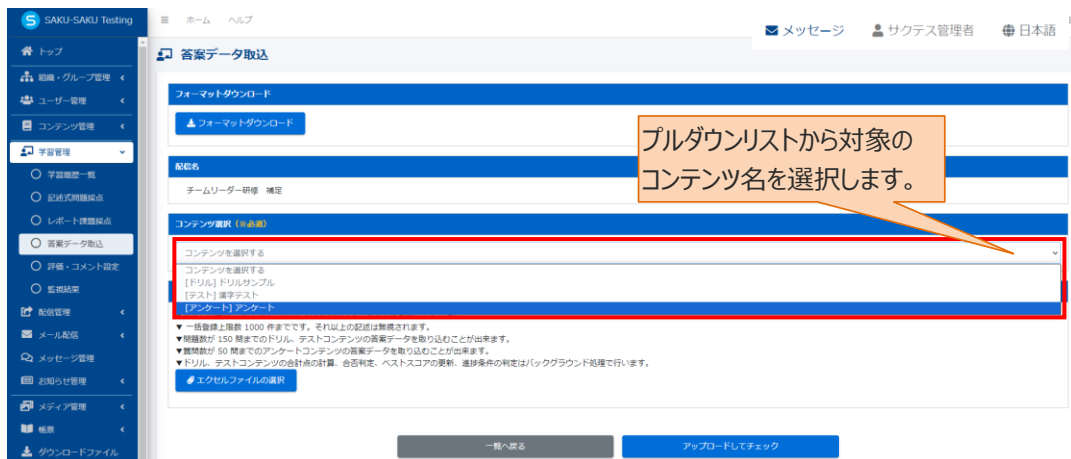 SAKU-SAKU Testing
ホーム ヘルプ
メッセージ
サクテス管理者
日本語
トップ
組織・グループ管理
ユーザー管理
コンテンツ管理
学習管理
学習履歴一覧
記述式問題採点
レポート課題採点
答案データ取込
評価・コメント設定
監視結果
配信管理
メール配信
メッセージ管理
お知らせ管理
メディア管理
帳票
ダウンロードファイル
答案データ取込
フォーマットダウンロード
フォーマットダウンロード
プルダウンリストから対象の
コンテンツ名を選択します。
配信名
チームリーダー研修 補足
コンテンツ選択（※必須）
コンテンツを選択する
コンテンツを選択する
[ドリル] ドリルサンプル
[テスト] 漢字テスト
[アンケート] アンケート
▼ 一括登録上限数 1000 件までです。それ以上の記述は無視されます。
▼問題数が 150 問までのドリル、テストコンテンツの答案データを取り込むことが出来ます。
▼質問数が 50 問までのアンケートコンテンツの答案データを取り込むことが出来ます。
▼ドリル、テストコンテンツの合計点の計算、合否判定、ベストスコアの更新、進捗条件の判定はバックグラウンド処理で行います。
エクセルファイルの選択
一覧へ戻る
アップロードしてチェック